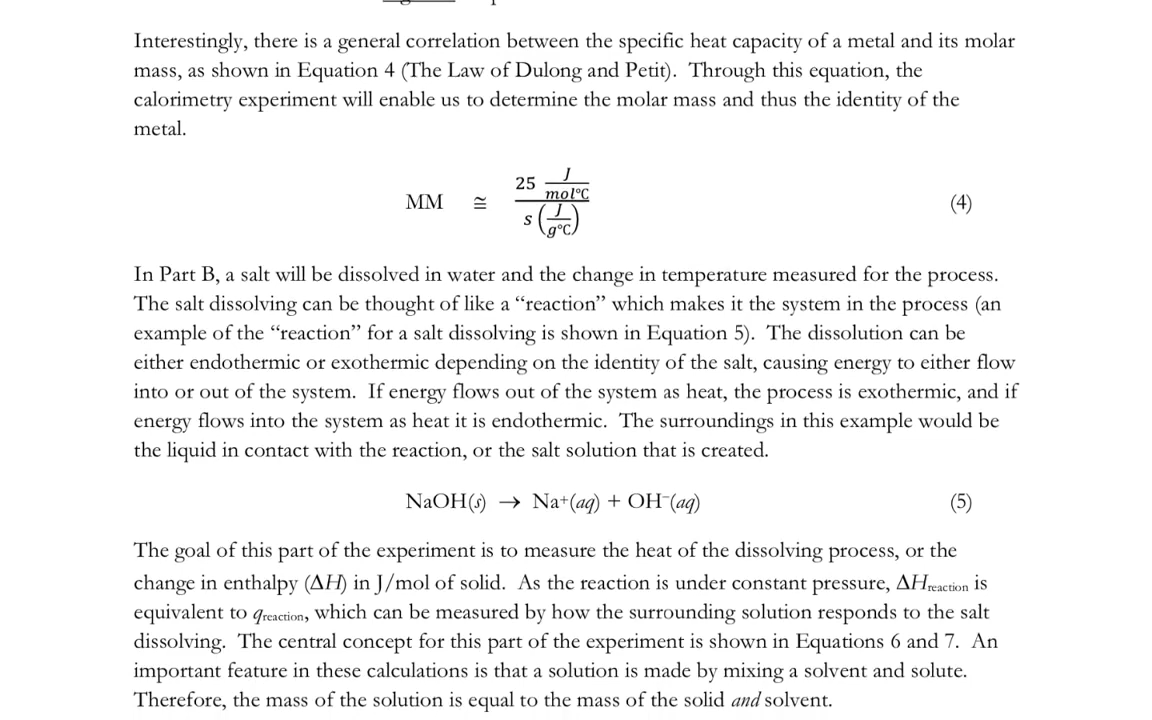 Interestingly, there is a general correlation between the specific heat capacity of a metal and its molar
mass, as shown in Equation 4 (The Law of Dulong and Petit).  Through this equation, the
calorimetry experiment will enable us to determine the molar mass and thus the identity of the
metal.
MM ≅ 25 J/mol°C / s (J/g°C) (4)
In Part B, a salt will be dissolved in water and the change in temperature measured for the process.
The salt dissolving can be thought of like a “reaction” which makes it the system in the process (an
example of the “reaction” for a salt dissolving is shown in Equation 5).  The dissolution can be
either endothermic or exothermic depending on the identity of the salt, causing energy to either flow
into or out of the system.  If energy flows out of the system as heat, the process is exothermic, and if
energy flows into the system as heat it is endothermic.  The surroundings in this example would be
the liquid in contact with the reaction, or the salt solution that is created.
NaOH(s) → Na⁺(aq) + OH⁻(aq) (5)
The goal of this part of the experiment is to measure the heat of the dissolving process, or the
change in enthalpy (ΔH) in J/mol of solid.  As the reaction is under constant pressure, ΔHreaction is
equivalent to qreaction, which can be measured by how the surrounding solution responds to the salt
dissolving.  The central concept for this part of the experiment is shown in Equations 6 and 7.  An
important feature in these calculations is that a solution is made by mixing a solvent and solute.
Therefore, the mass of the solution is equal to the mass of the solid and solvent.